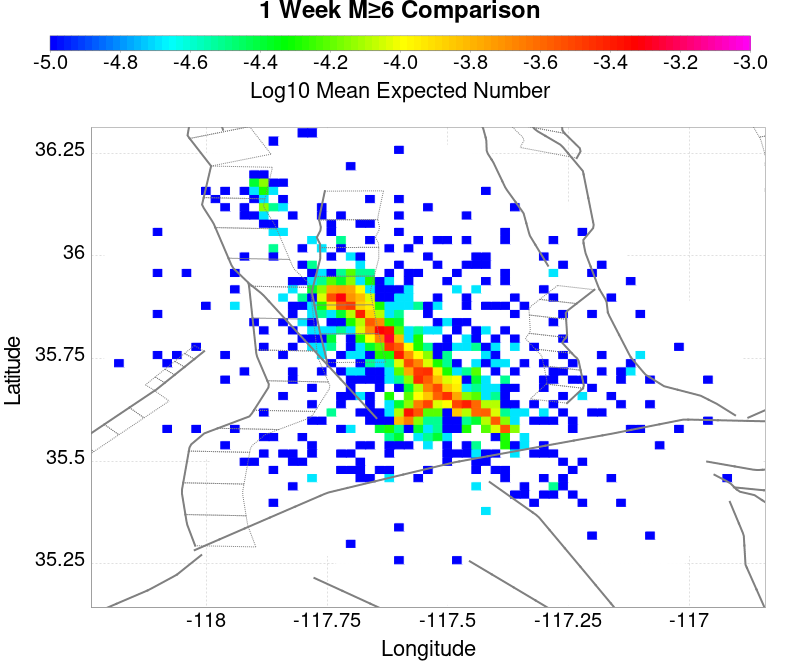 1 Week M≥6 Comparison
-5.0 -4.8 -4.6 -4.4 -4.2 -4.0 -3.8 -3.6 -3.4 -3.2 -3.0
Log10 Mean Expected Number
36.25
36
35.75
35.5
35.25
Latitude
-118 -117.75 -117.5 -117.25 -117
Longitude